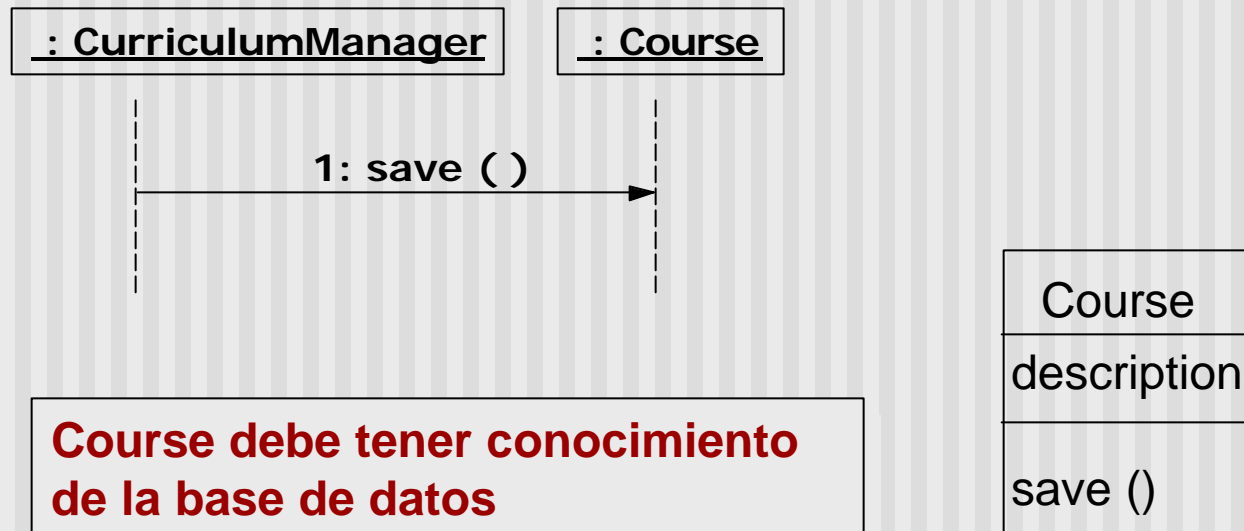 : CurriculumManager
: Course
1: save ( )
Course
description
save ()
Course debe tener conocimiento
de la base de datos